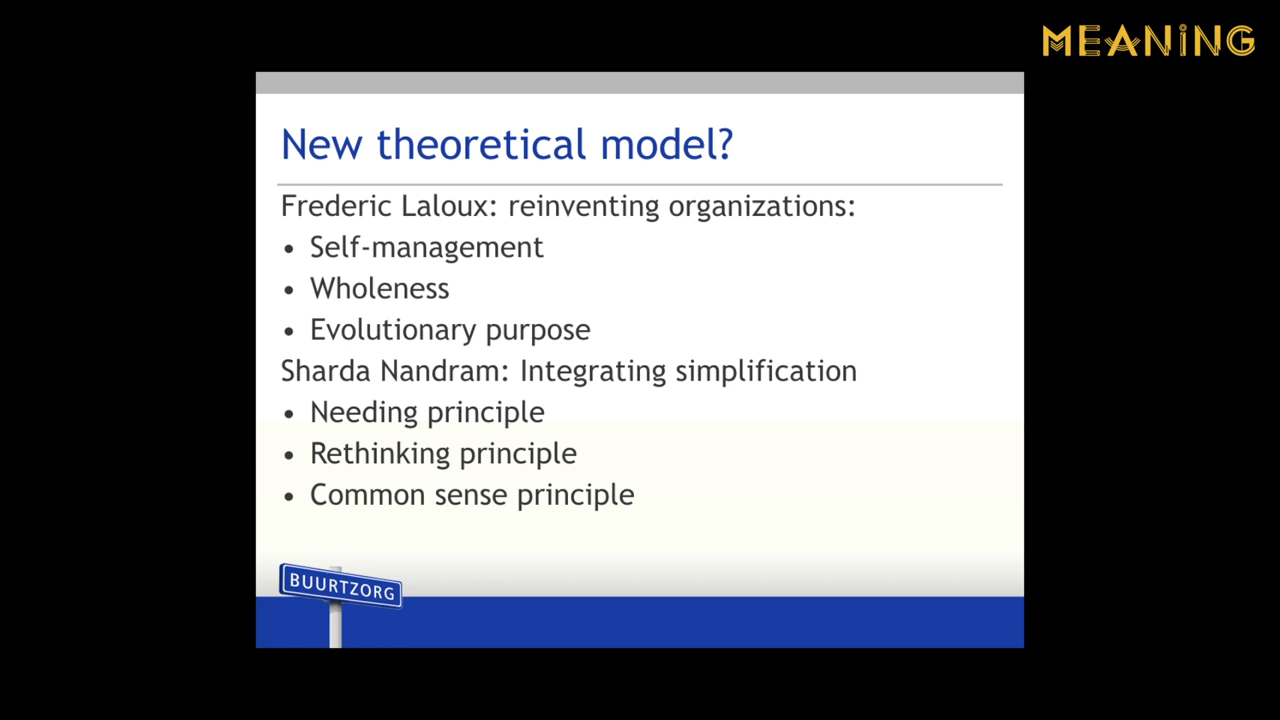 MEANING
New theoretical model?
Frederic Laloux: reinventing organizations:
• Self-management
• Wholeness
• Evolutionary purpose
Sharda Nandram: Integrating simplification
• Needing principle
• Rethinking principle
• Common sense principle
BUURTZORG